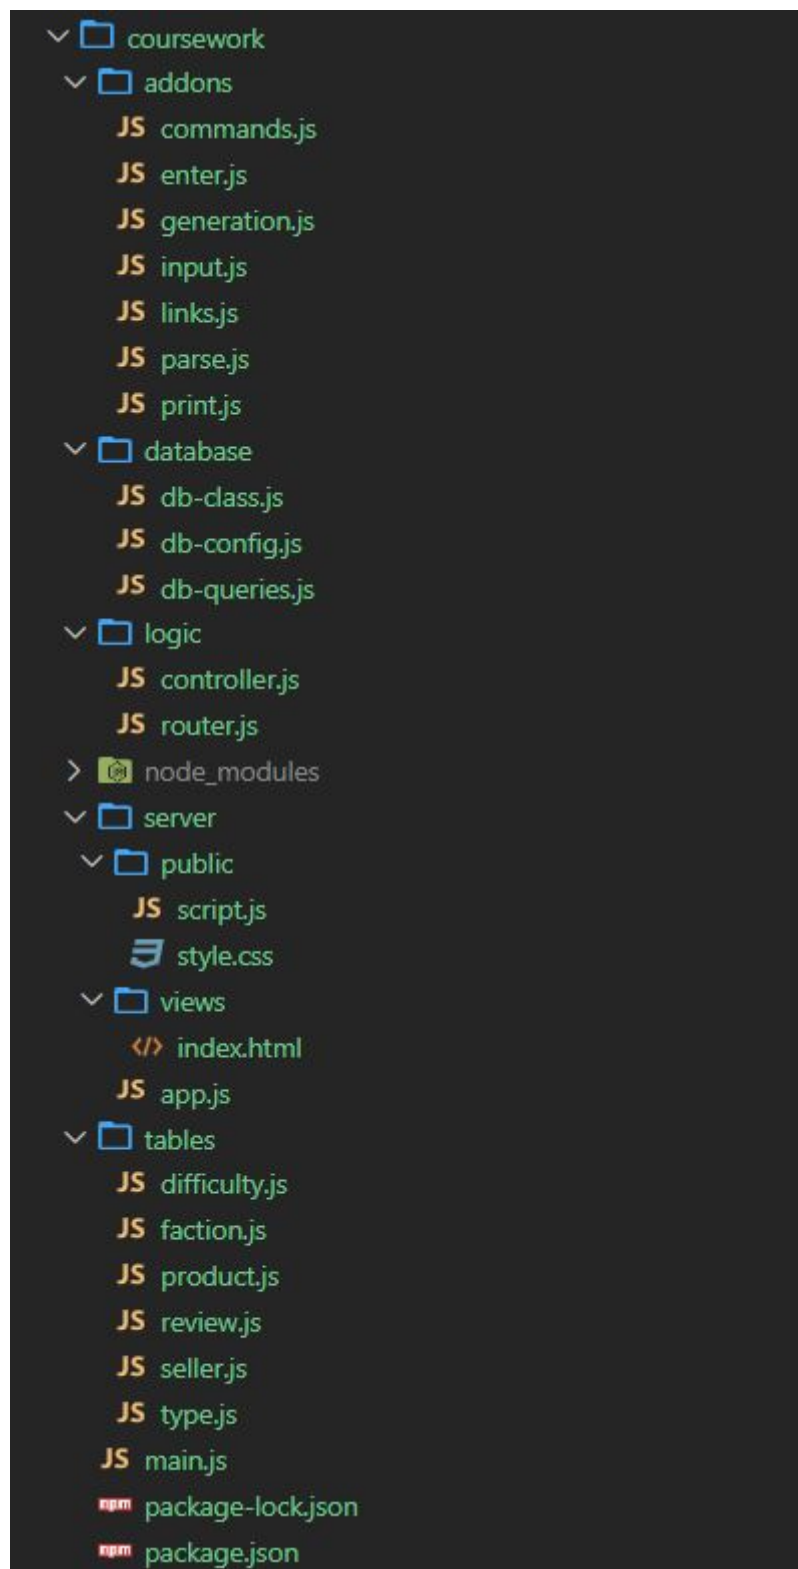 coursework
addons
JS commands.js
JS enter.js
JS generation.js
JS input.js
JS links.js
JS parse.js
JS print.js
database
JS db-class.js
JS db-config.js
JS db-queries.js
logic
JS controller.js
JS router.js
node_modules
server
public
JS script.js
style.css
views
</> index.html
JS app.js
tables
JS difficulty.js
JS faction.js
JS product.js
JS review.js
JS seller.js
JS type.js
JS main.js
npm package-lock.json
npm package.json